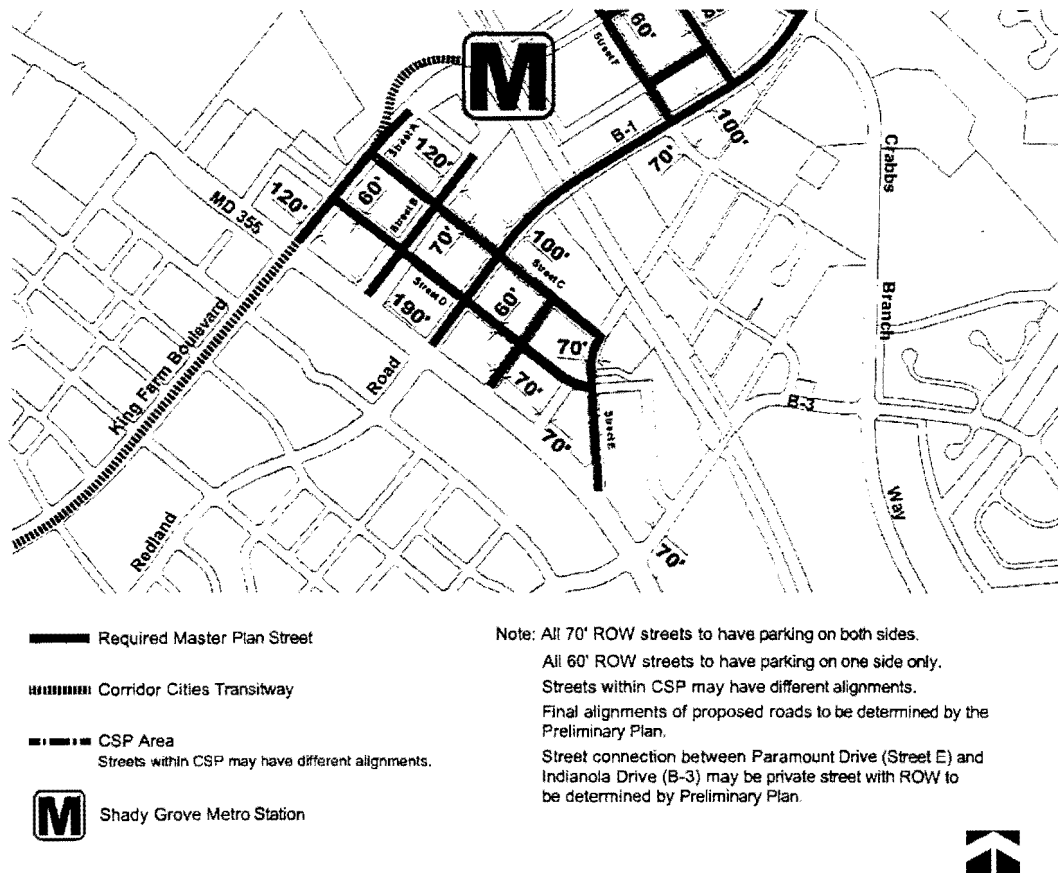 M
60'
Street F
100'
B-1
70'
Street A
120'
120'
60'
MD 355
Street B
70'
100'
Street C
Street D
190'
60'
70'
70'
70'
Street E
King Farm Boulevard
Road
Redland
Crabbs
Branch
Way
B-3
70'
Required Master Plan Street
Corridor Cities Transitway
CSP Area
Streets within CSP may have different alignments.
M Shady Grove Metro Station
Note: All 70' ROW streets to have parking on both sides.
All 60' ROW streets to have parking on one side only.
Streets within CSP may have different alignments.
Final alignments of proposed roads to be determined by the
Preliminary Plan.
Street connection between Paramount Drive (Street E) and
Indianola Drive (B-3) may be private street with ROW to
be determined by Preliminary Plan.